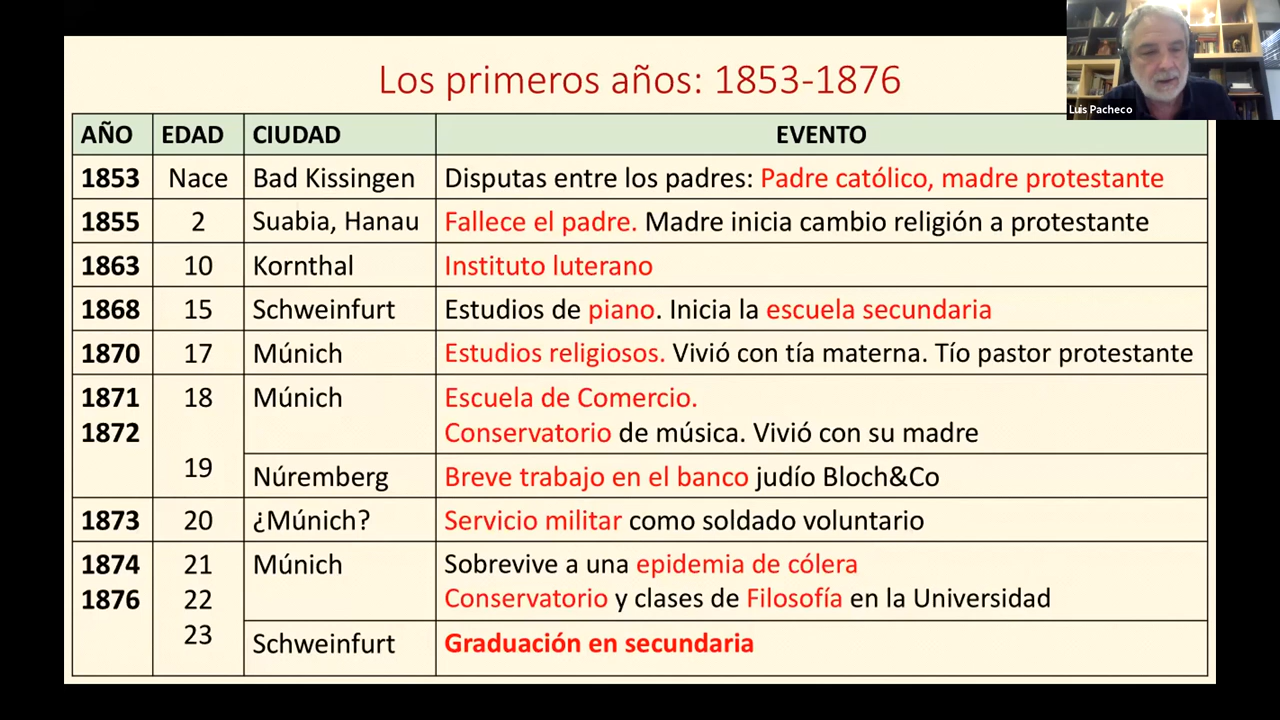 Los primeros años: 1853-1876
Luis Pacheco
AÑO EDAD CIUDAD EVENTO
1853 Nace Bad Kissingen Disputas entre los padres: Padre católico, madre protestante
1855 2 Suabia, Hanau Fallece el padre. Madre inicia cambio religión a protestante
1863 10 Kornthal Instituto luterano
1868 15 Schweinfurt Estudios de piano. Inicia la escuela secundaria
1870 17 Múnich Estudios religiosos. Vivió con tía materna. Tío pastor protestante
1871 18 Múnich Escuela de Comercio.
1872 Conservatorio de música. Vivió con su madre
19 Núremberg Breve trabajo en el banco judío Bloch&Co
1873 20 ¿Múnich? Servicio militar como soldado voluntario
1874 21 Múnich Sobrevive a una epidemia de cólera
1876 22 Conservatorio y clases de Filosofía en la Universidad
23 Schweinfurt Graduación en secundaria